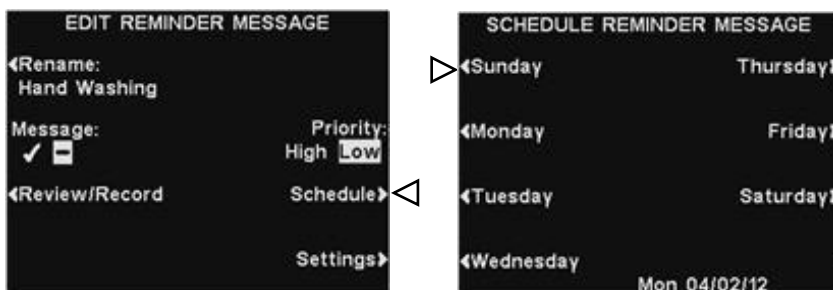 EDIT REMINDER MESSAGE
Rename:
Hand Washing
Message: Priority:
✓ – High Low
Review/Record Schedule
Settings
SCHEDULE REMINDER MESSAGE
Sunday Thursday
Monday Friday
Tuesday Saturday
Wednesday
Mon 04/02/12